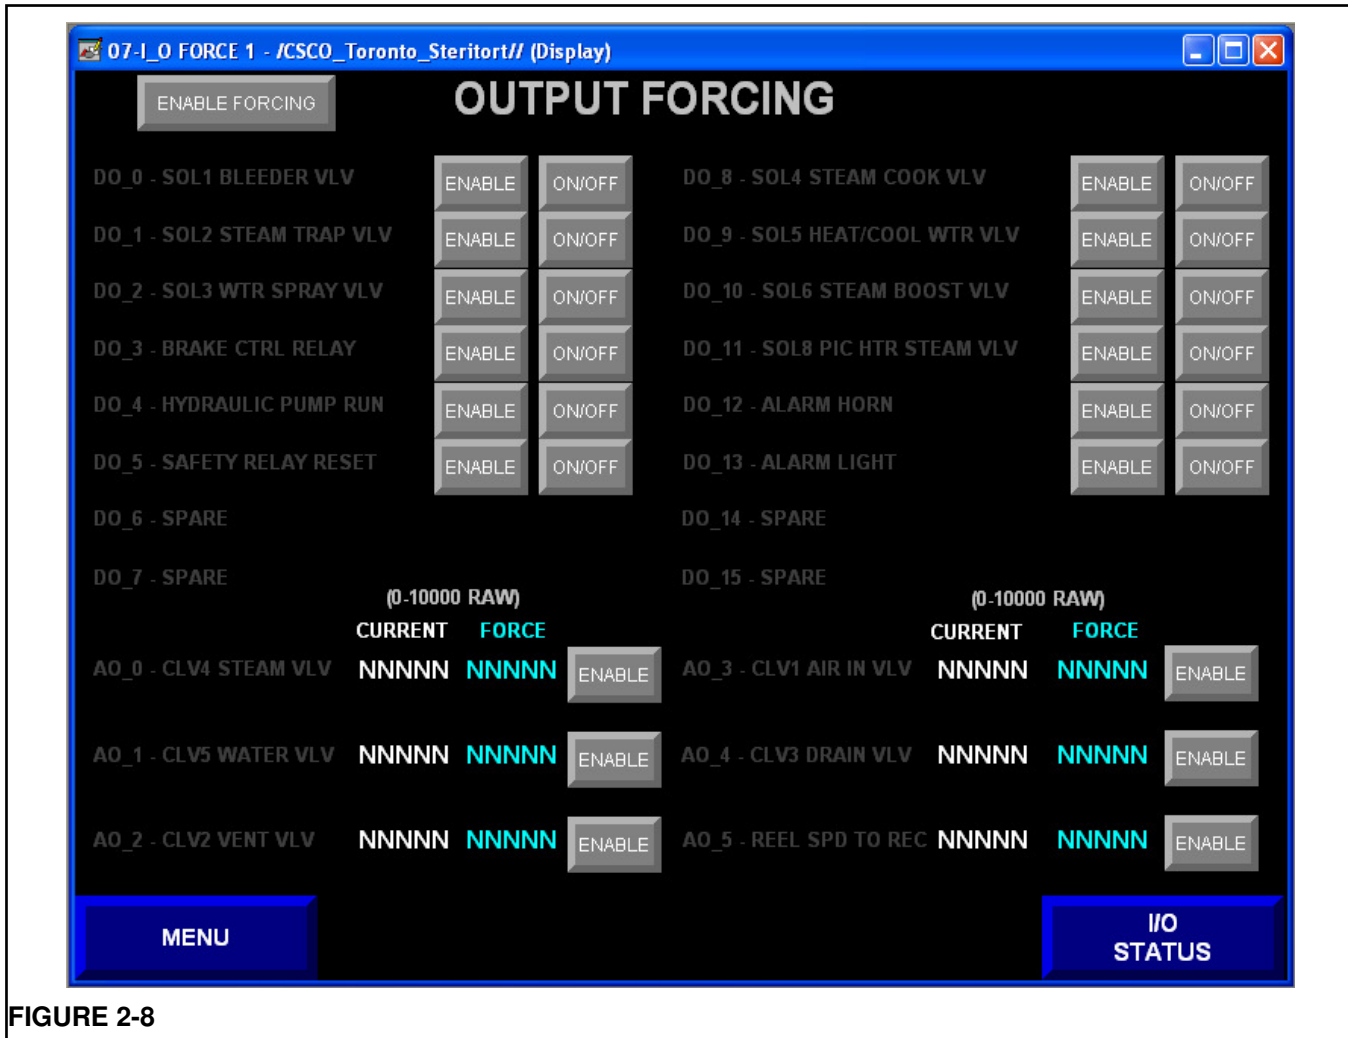 07-I_O FORCE 1 - /CSCO_Toronto_Steritort// (Display)
ENABLE FORCING
OUTPUT FORCING
DO_0 - SOL1 BLEEDER VLV ENABLE ON/OFF DO_8 - SOL4 STEAM COOK VLV ENABLE ON/OFF
DO_1 - SOL2 STEAM TRAP VLV ENABLE ON/OFF DO_9 - SOL5 HEAT/COOL WTR VLV ENABLE ON/OFF
DO_2 - SOL3 WTR SPRAY VLV ENABLE ON/OFF DO_10 - SOL6 STEAM BOOST VLV ENABLE ON/OFF
DO_3 - BRAKE CTRL RELAY ENABLE ON/OFF DO_11 - SOL8 PIC HTR STEAM VLV ENABLE ON/OFF
DO_4 - HYDRAULIC PUMP RUN ENABLE ON/OFF DO_12 - ALARM HORN ENABLE ON/OFF
DO_5 - SAFETY RELAY RESET ENABLE ON/OFF DO_13 - ALARM LIGHT ENABLE ON/OFF
DO_6 - SPARE DO_14 - SPARE
DO_7 - SPARE DO_15 - SPARE
(0-10000 RAW) (0-10000 RAW)
CURRENT FORCE CURRENT FORCE
AO_0 - CLV4 STEAM VLV NNNNN NNNNN ENABLE AO_3 - CLV1 AIR IN VLV NNNNN NNNNN ENABLE
AO_1 - CLV5 WATER VLV NNNNN NNNNN ENABLE AO_4 - CLV3 DRAIN VLV NNNNN NNNNN ENABLE
AO_2 - CLV2 VENT VLV NNNNN NNNNN ENABLE AO_5 - REEL SPD TO REC NNNNN NNNNN ENABLE
MENU
I/O
STATUS
FIGURE 2-8